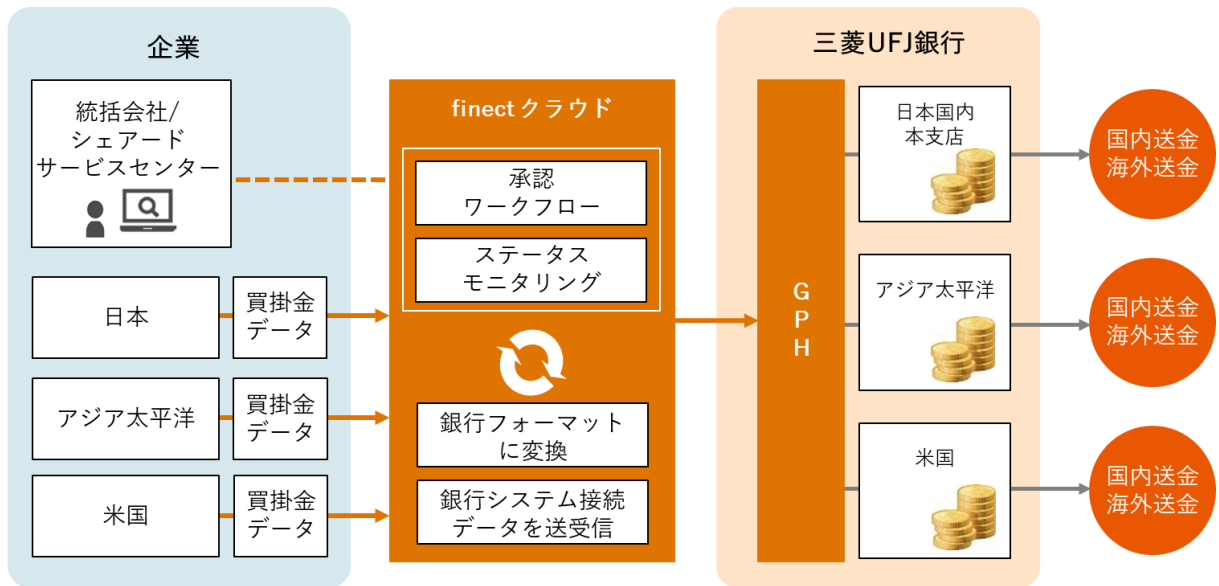 企業
統括会社/
シェアード
サービスセンター
日本
買掛金
データ
アジア太平洋
買掛金
データ
米国
買掛金
データ
finectクラウド
承認
ワークフロー
ステータス
モニタリング
銀行フォーマット
に変換
銀行システム接続
データを送受信
三菱UFJ銀行
G
P
H
日本国内
本支店
アジア太平洋
米国
国内送金
海外送金
国内送金
海外送金
国内送金
海外送金